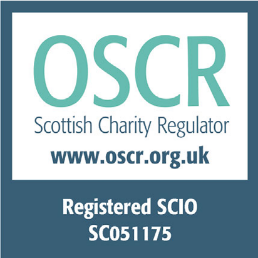 OSCR
Scottish Charity Regulator
www.oscr.org.uk
Registered SCIO
SC051175